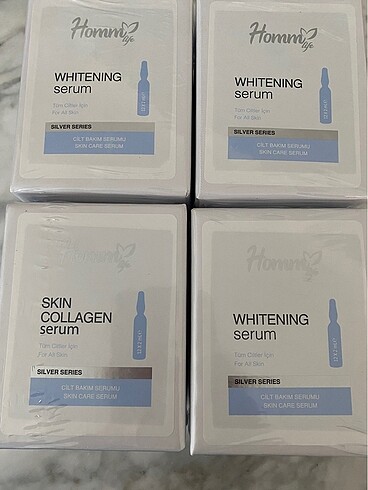 Homm life
WHITENING
serum
Tüm Ciltler İçin
For All Skin
SILVER SERIES
CİLT BAKIM SERUMU
SKIN CARE SERUM
Homm life
WHITENING
serum
Tüm Ciltler İçin
For All Skin
SILVER SERIES
CİLT BAKIM SERUMU
SKIN CARE SERUM
SKIN
COLLAGEN
serum
Tüm Ciltler İçin
For All Skin
SILVER SERIES
CİLT BAKIM SERUMU
SKIN CARE SERUM
Homm life
WHITENING
serum
Tüm Ciltler İçin
For All Skin
SILVER SERIES
CİLT BAKIM SERUMU
SKIN CARE SERUM